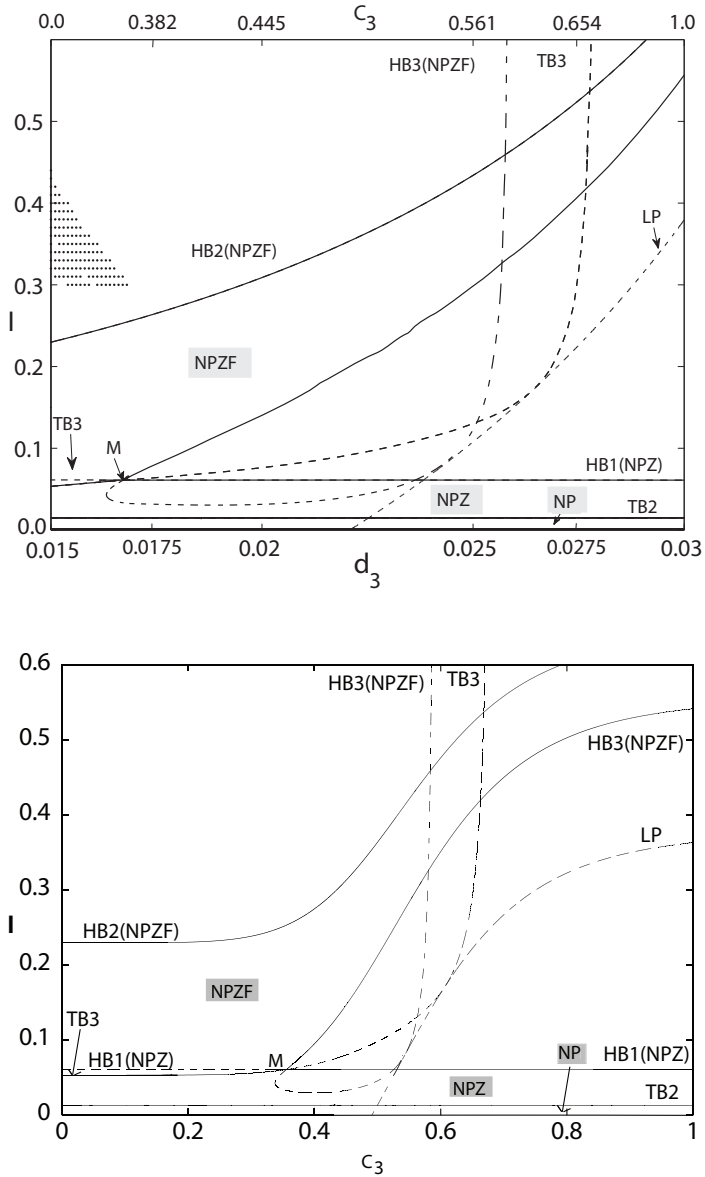 0.0 0.382 0.445 C3 0.561 0.654 1.0
HB3(NPZF) TB3
0.5
0.4
LP
HB2(NPZF)
0.3
I
NPZF
0.2
TB3
M
0.1
HB1(NPZ)
NPZ NP TB2
0.0
0.015 0.0175 0.02 0.025 0.0275 0.03
d3
0.6
HB3(NPZF) TB3
0.5
HB3(NPZF)
0.4
LP
0.3
I
HB2(NPZF)
0.2
NPZF
TB3
0.1
HB1(NPZ) M NP HB1(NPZ)
NPZ TB2
0
0 0.2 0.4 0.6 0.8 1
C3